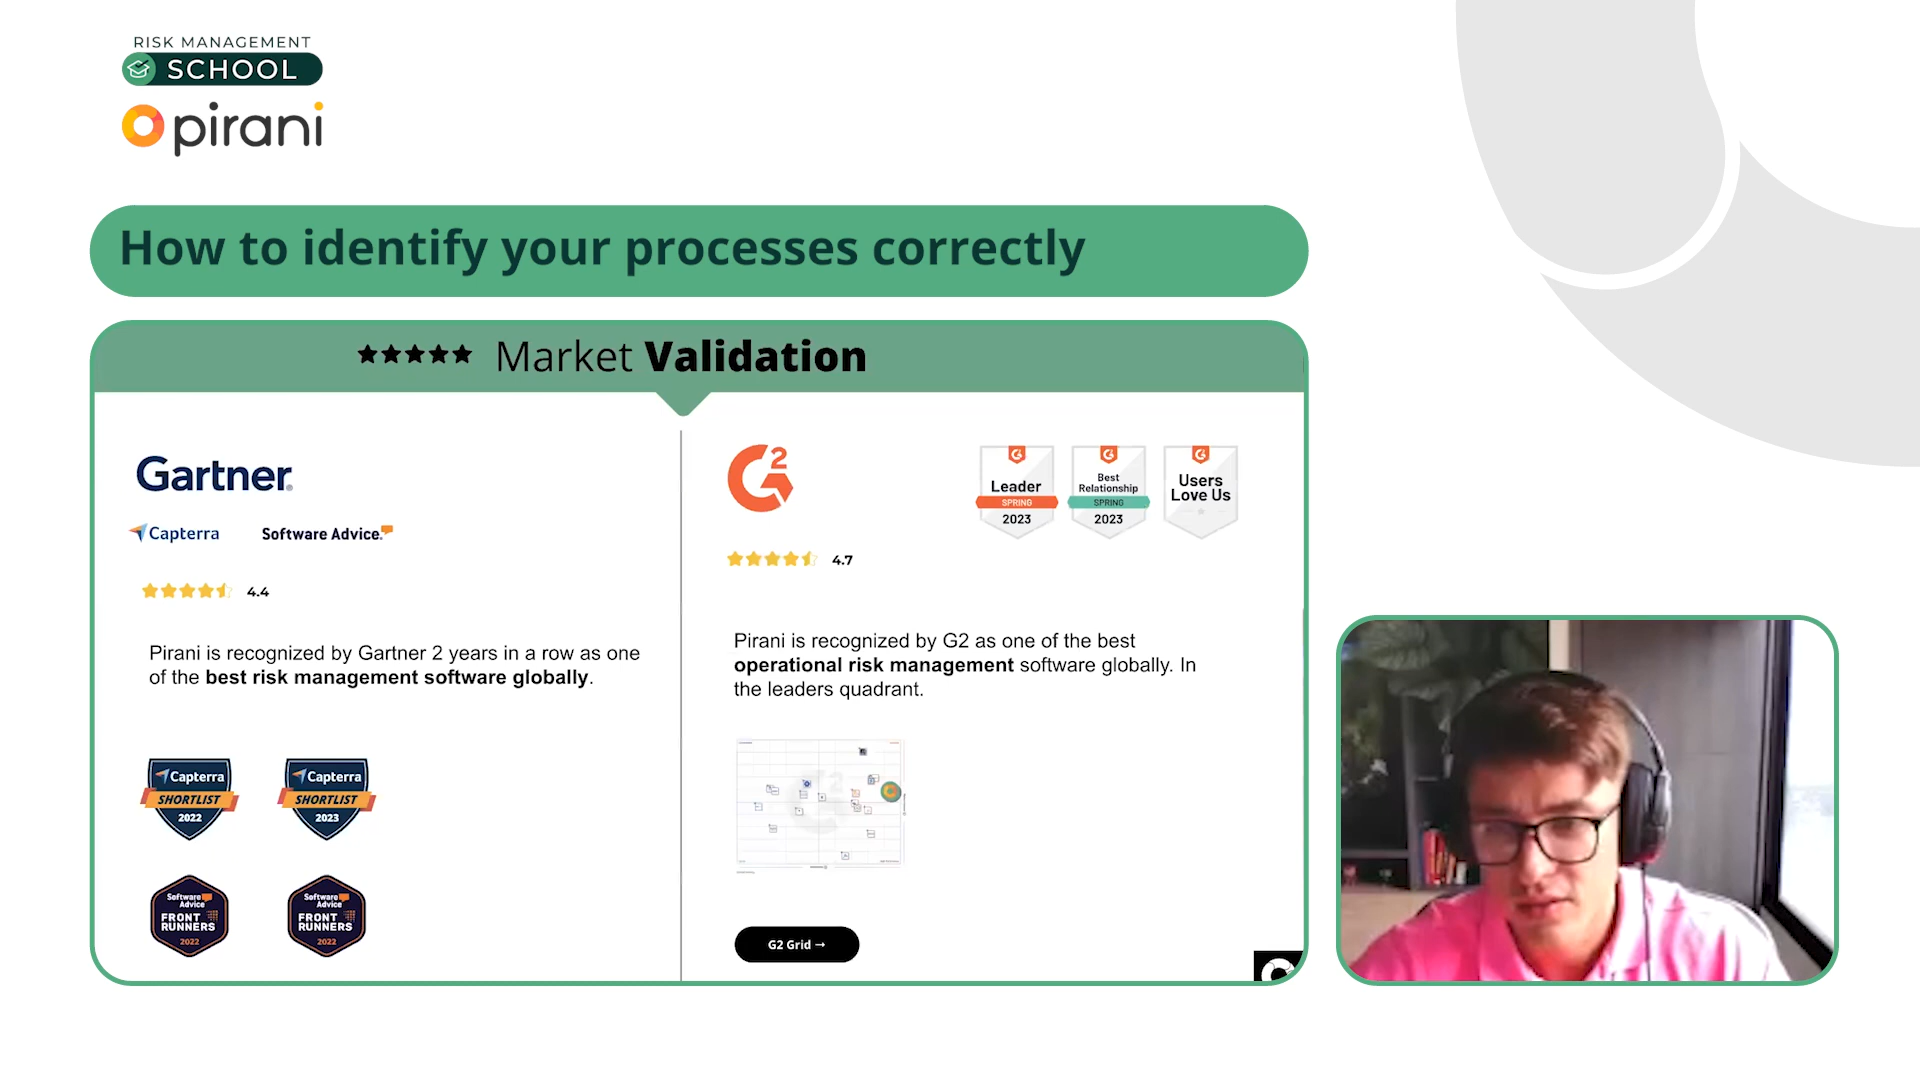 RISK MANAGEMENT
SCHOOL
pirani
How to identify your processes correctly
Market Validation
Gartner
Capterra
Software Advice
4.4
Pirani is recognized by Gartner 2 years in a row as one
of the best risk management software globally.
Capterra
SHORTLIST
2022
Capterra
SHORTLIST
2023
Software
Advice
FRONT
RUNNERS
2022
Software
Advice
FRONT
RUNNERS
2022
G2
Leader
SPRING
2023
Best
Relationship
SPRING
2023
Users
Love Us
4.7
Pirani is recognized by G2 as one of the best
operational risk management software globally. In
the leaders quadrant.
G2 Grid →